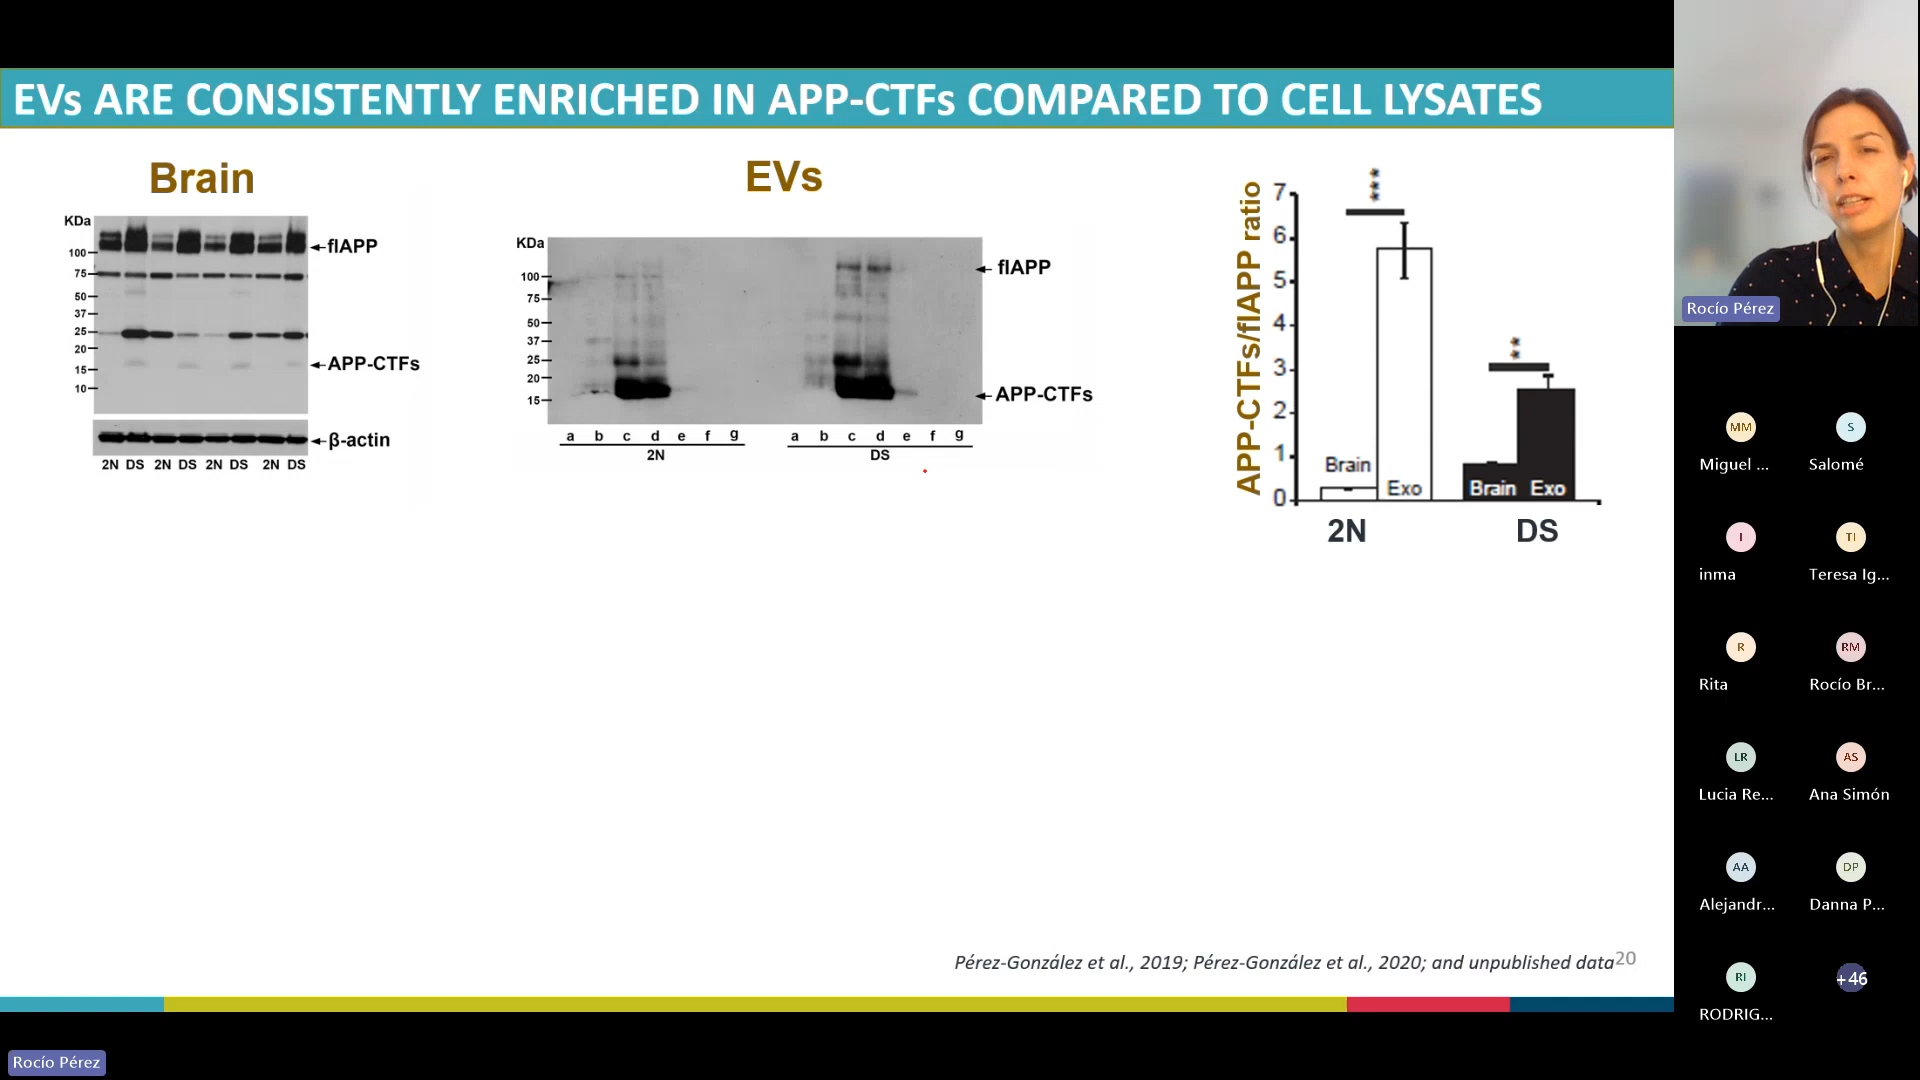 EVs ARE CONSISTENTLY ENRICHED IN APP-CTFs COMPARED TO CELL LYSATES
Brain
KDa
100
75
50
37
25
20
15
10
flAPP
APP-CTFs
β-actin
2N DS 2N DS 2N DS 2N DS
EVs
KDa
100
75
50
37
25
20
15
flAPP
APP-CTFs
a b c d e f g a b c d e f g
2N DS
APP-CTFs/flAPP ratio
7
6
5
4
3
2
1
0
***
**
Brain
Exo
Brain Exo
2N DS
Pérez-González et al., 2019; Pérez-González et al., 2020; and unpublished data
20
Rocío Pérez
Rocío Pérez
MM
Miguel ...
S
Salomé
I
inma
TI
Teresa Ig...
R
Rita
RM
Rocío Br...
LR
Lucia Re...
AS
Ana Simón
AA
Alejandr...
DP
Danna P...
RI
RODRIG...
+46